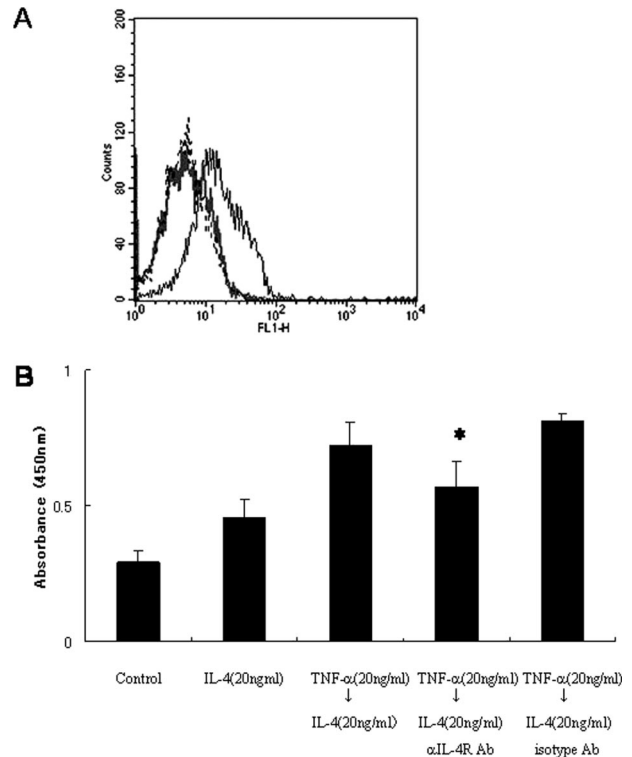 A
200
160
120
80
40
0
Counts
10^0 10^1 10^2 10^3 10^4
FL1-H
B
1
0.5
0
Absorbance (450nm)
*
Control IL-4(20ngml) TNF-α(20ng/ml) TNF-α(20ng/ml) TNF-α(20ng/ml)
↓ ↓ ↓
IL-4(20ng/ml) IL-4(20ng/ml) IL-4(20ng/ml)
αIL-4R Ab isotype Ab